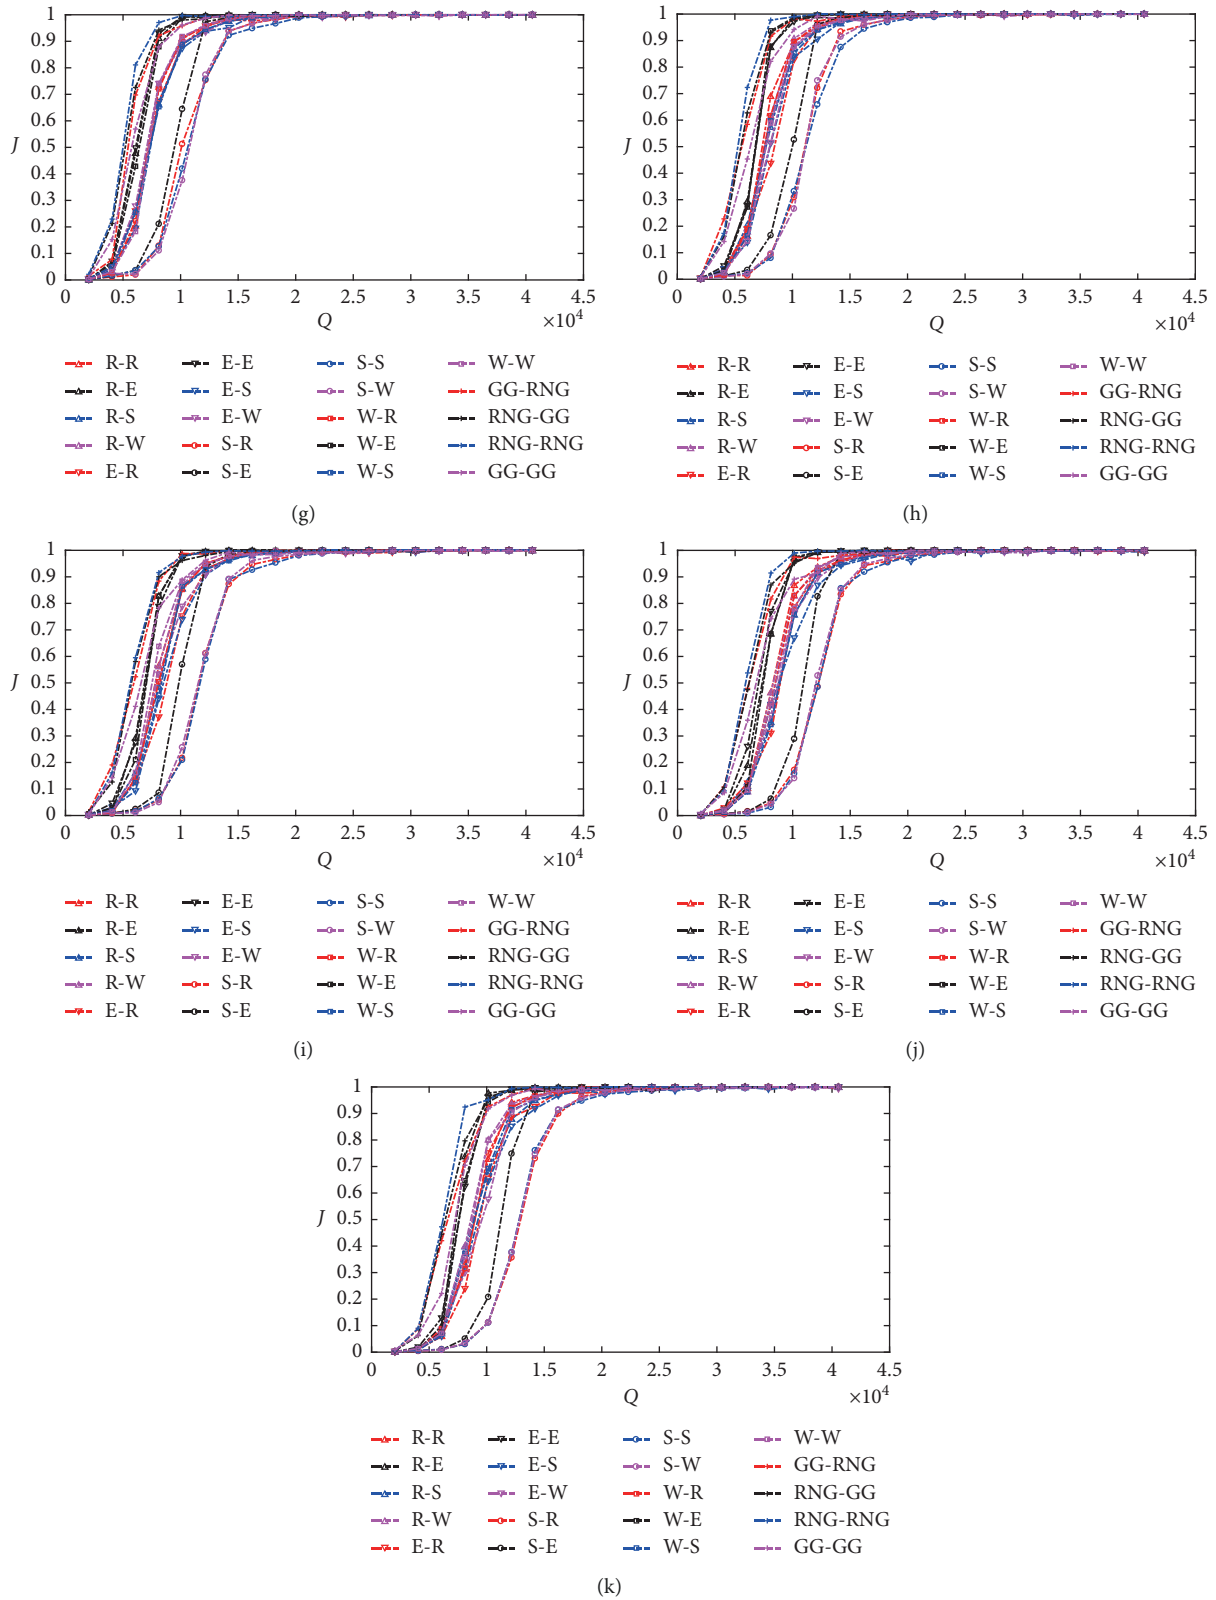 1
0.9
0.8
0.7
0.6
J 0.5
0.4
0.3
0.2
0.1
0
0 0.5 1 1.5 2 2.5 3 3.5 4 4.5
Q ×10⁴
R-R E-E S-S W-W
R-E E-S S-W GG-RNG
R-S E-W W-R RNG-GG
R-W S-R W-E RNG-RNG
E-R S-E W-S GG-GG
(g)
1
0.9
0.8
0.7
0.6
J 0.5
0.4
0.3
0.2
0.1
0
0 0.5 1 1.5 2 2.5 3 3.5 4 4.5
Q ×10⁴
R-R E-E S-S W-W
R-E E-S S-W GG-RNG
R-S E-W W-R RNG-GG
R-W S-R W-E RNG-RNG
E-R S-E W-S GG-GG
(h)
1
0.9
0.8
0.7
0.6
J 0.5
0.4
0.3
0.2
0.1
0
0 0.5 1 1.5 2 2.5 3 3.5 4 4.5
Q ×10⁴
R-R E-E S-S W-W
R-E E-S S-W GG-RNG
R-S E-W W-R RNG-GG
R-W S-R W-E RNG-RNG
E-R S-E W-S GG-GG
(i)
1
0.9
0.8
0.7
0.6
J 0.5
0.4
0.3
0.2
0.1
0
0 0.5 1 1.5 2 2.5 3 3.5 4 4.5
Q ×10⁴
R-R E-E S-S W-W
R-E E-S S-W GG-RNG
R-S E-W W-R RNG-GG
R-W S-R W-E RNG-RNG
E-R S-E W-S GG-GG
(j)
1
0.9
0.8
0.7
0.6
J 0.5
0.4
0.3
0.2
0.1
0
0 0.5 1 1.5 2 2.5 3 3.5 4 4.5
Q ×10⁴
R-R E-E S-S W-W
R-E E-S S-W GG-RNG
R-S E-W W-R RNG-GG
R-W S-R W-E RNG-RNG
E-R S-E W-S GG-GG
(k)